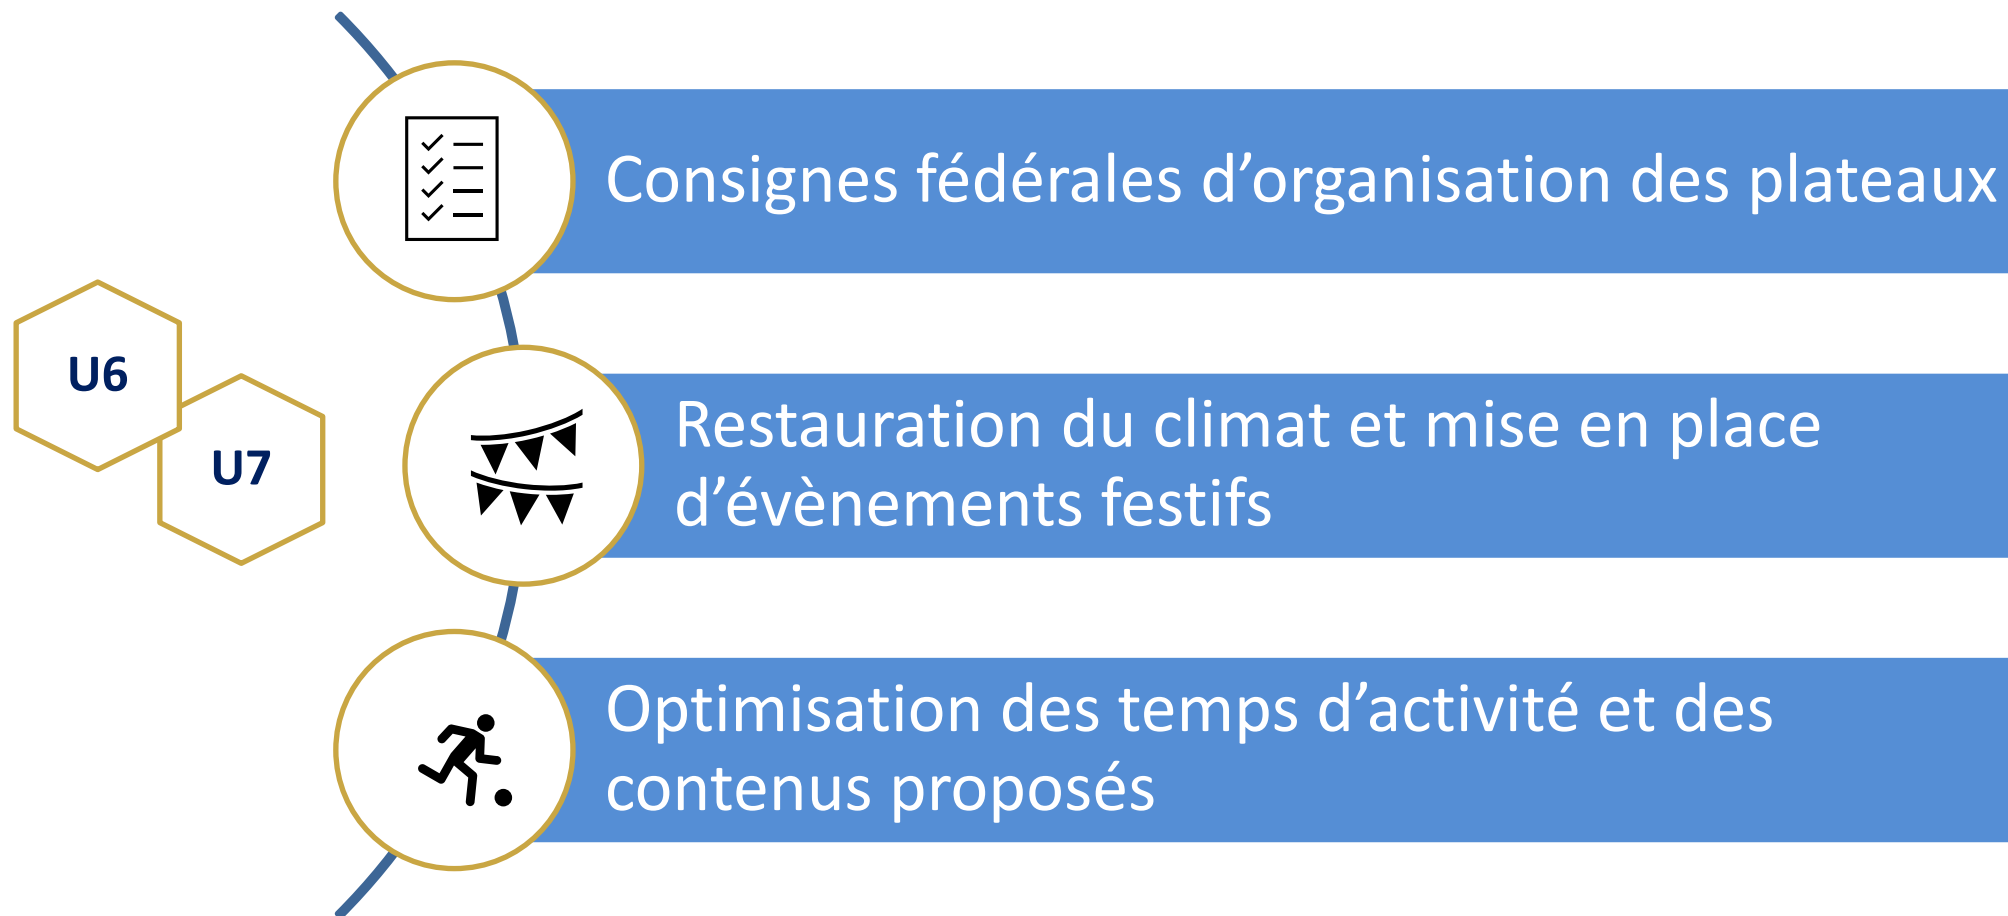 Consignes fédérales d’organisation des plateaux
U6
U7
Restauration du climat et mise en place
d’évènements festifs
Optimisation des temps d’activité et des
contenus proposés